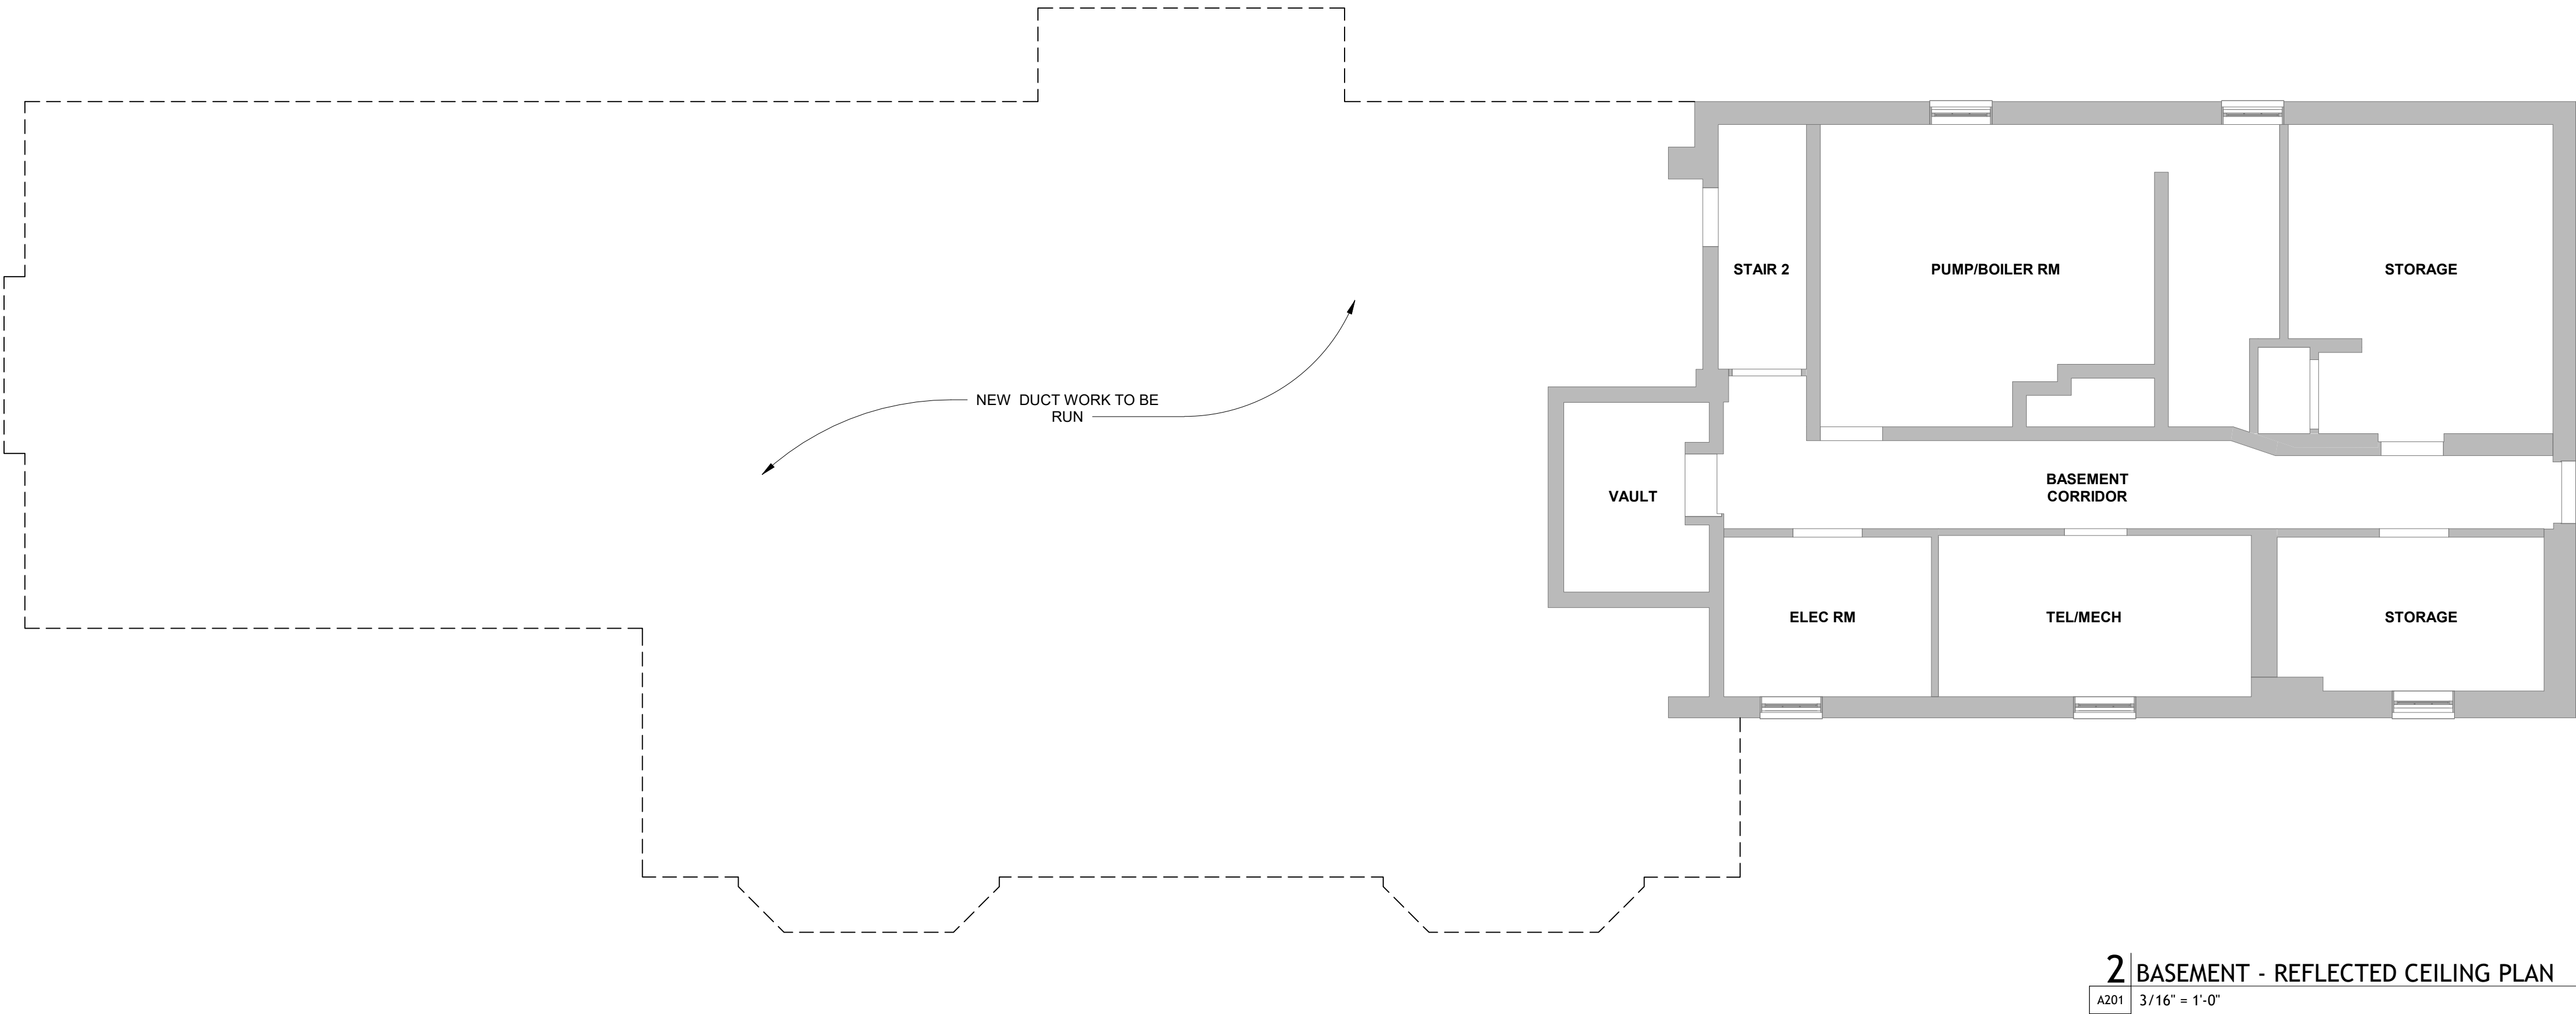 STAIR 2
PUMP/BOILER RM
STORAGE
NEW  DUCT WORK TO BE
RUN
VAULT
BASEMENT
CORRIDOR
ELEC RM
TEL/MECH
STORAGE
2 BASEMENT - REFLECTED CEILING PLAN
A201 3/16" = 1'-0"